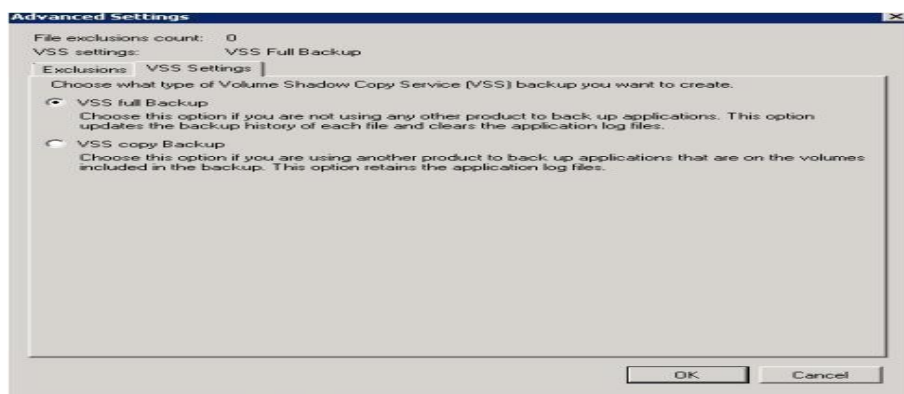 Advanced Settings
File exclusions count: 0
VSS settings: VSS Full Backup
Exclusions VSS Settings
Choose what type of Volume Shadow Copy Service (VSS) backup you want to create.
VSS full Backup
Choose this option if you are not using any other product to back up applications. This option
updates the backup history of each file and clears the application log files.
VSS copy Backup
Choose this option if you are using another product to back up applications that are on the volumes
included in the backup. This option retains the application log files.
OK Cancel